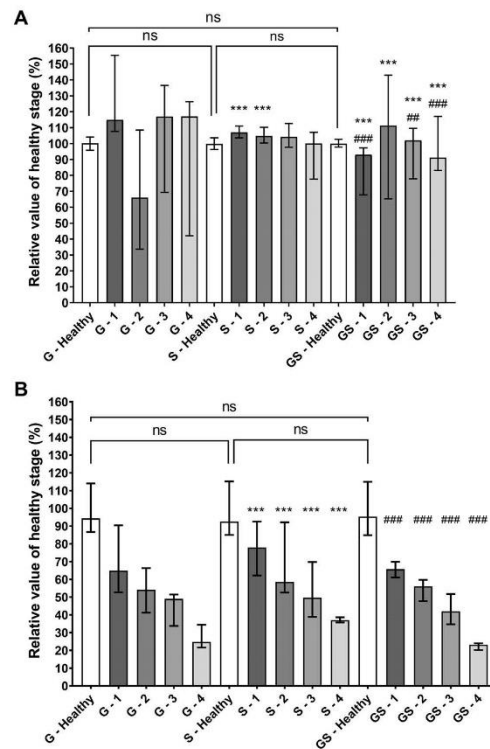 A
ns
ns
ns
Relative value of healthy stage (%)
160
150
140
130
120
110
100
90
80
70
60
50
40
30
20
10
0
*** *** *** *** *** ***
### ## ###
G - Healthy
G - 1
G - 2
G - 3
G - 4
S - Healthy
S - 1
S - 2
S - 3
S - 4
GS - Healthy
GS - 1
GS - 2
GS - 3
GS - 4
B
ns
ns
ns
Relative value of healthy stage (%)
160
150
140
130
120
110
100
90
80
70
60
50
40
30
20
10
0
*** *** *** *** ### ### ### ###
G - Healthy
G - 1
G - 2
G - 3
G - 4
S - Healthy
S - 1
S - 2
S - 3
S - 4
GS - Healthy
GS - 1
GS - 2
GS - 3
GS - 4